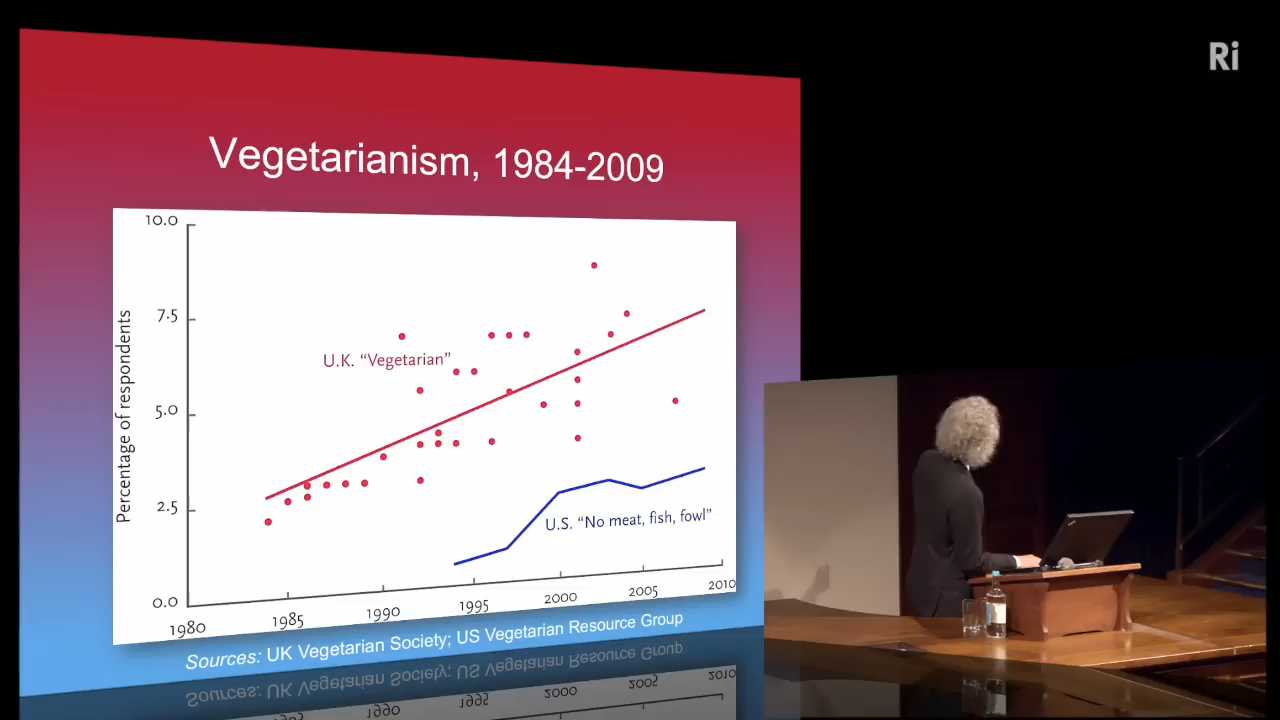 Ri
Vegetarianism, 1984-2009
10.0
7.5
5.0
2.5
0.0
Percentage of respondents
U.K. “Vegetarian”
U.S. “No meat, fish, fowl”
1980
1985
1990
1995
2000
2005
2010
Sources: UK Vegetarian Society; US Vegetarian Resource Group